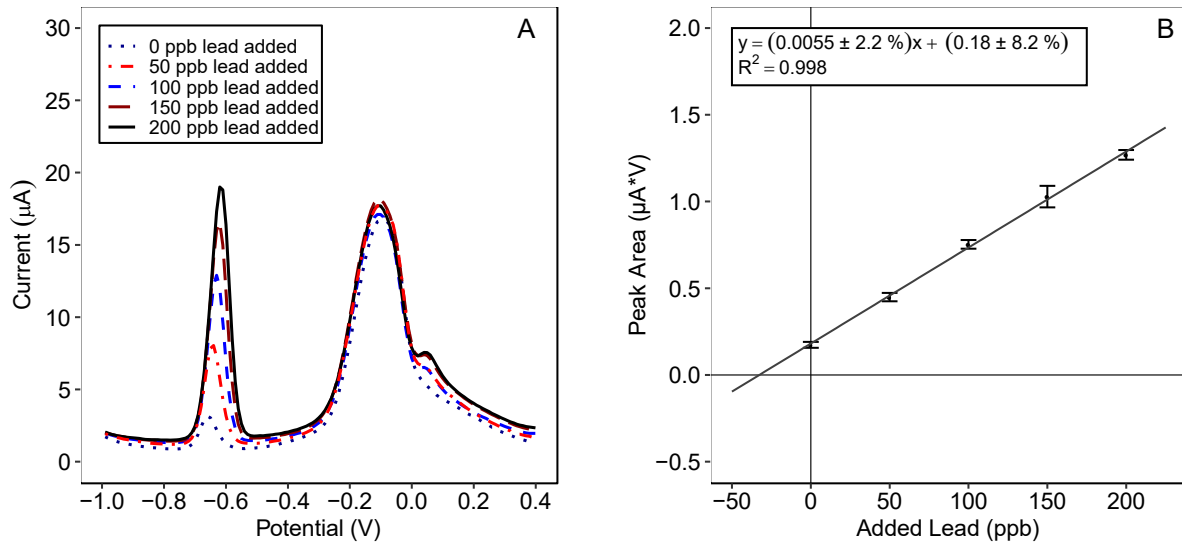 A
0 ppb lead added
50 ppb lead added
100 ppb lead added
150 ppb lead added
200 ppb lead added
30
25
20
15
10
5
0
Current (μA)
−1.0 −0.8 −0.6 −0.4 −0.2 0.0 0.2 0.4
Potential (V)
B
y = (0.0055 ± 2.2 %)x + (0.18 ± 8.2 %)
R² = 0.998
2.0
1.5
1.0
0.5
0.0
−0.5
Peak Area (μA*V)
−50 0 50 100 150 200
Added Lead (ppb)